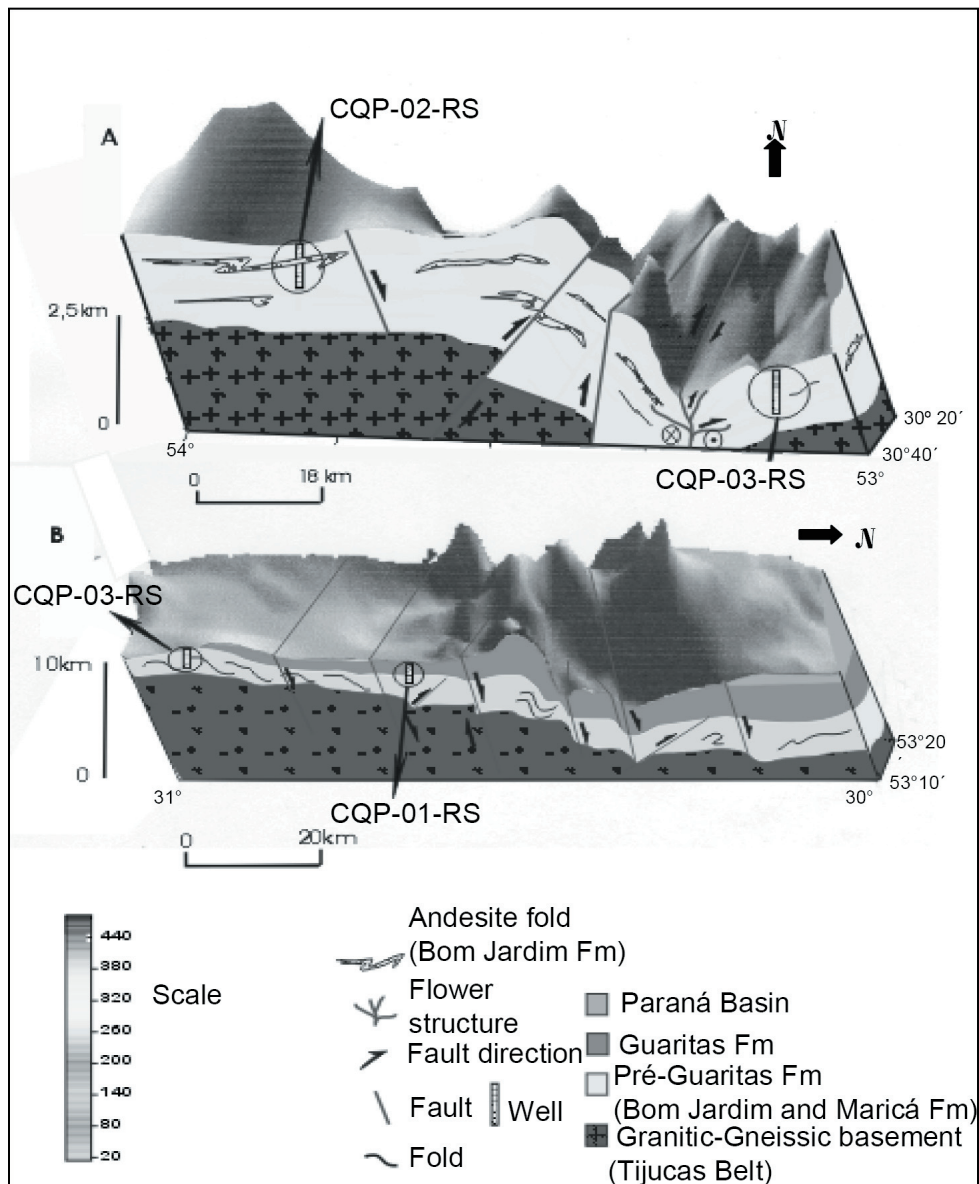 CQP-02-RS
A
N
2,5km
0
54°
30° 20´
30°40´
53°
CQP-03-RS
0 18 km
B
N
CQP-03-RS
10km
0
31°
CQP-01-RS
30°
53°20
´
53°10´
0 20km
440
380
320
260
200
140
80
20
Scale
Andesite fold
(Bom Jardim Fm)
Flower
structure
Fault direction
Fault
Well
Fold
Paraná Basin
Guaritas Fm
Pré-Guaritas Fm
(Bom Jardim and Maricá Fm)
Granitic-Gneissic basement
(Tijucas Belt)